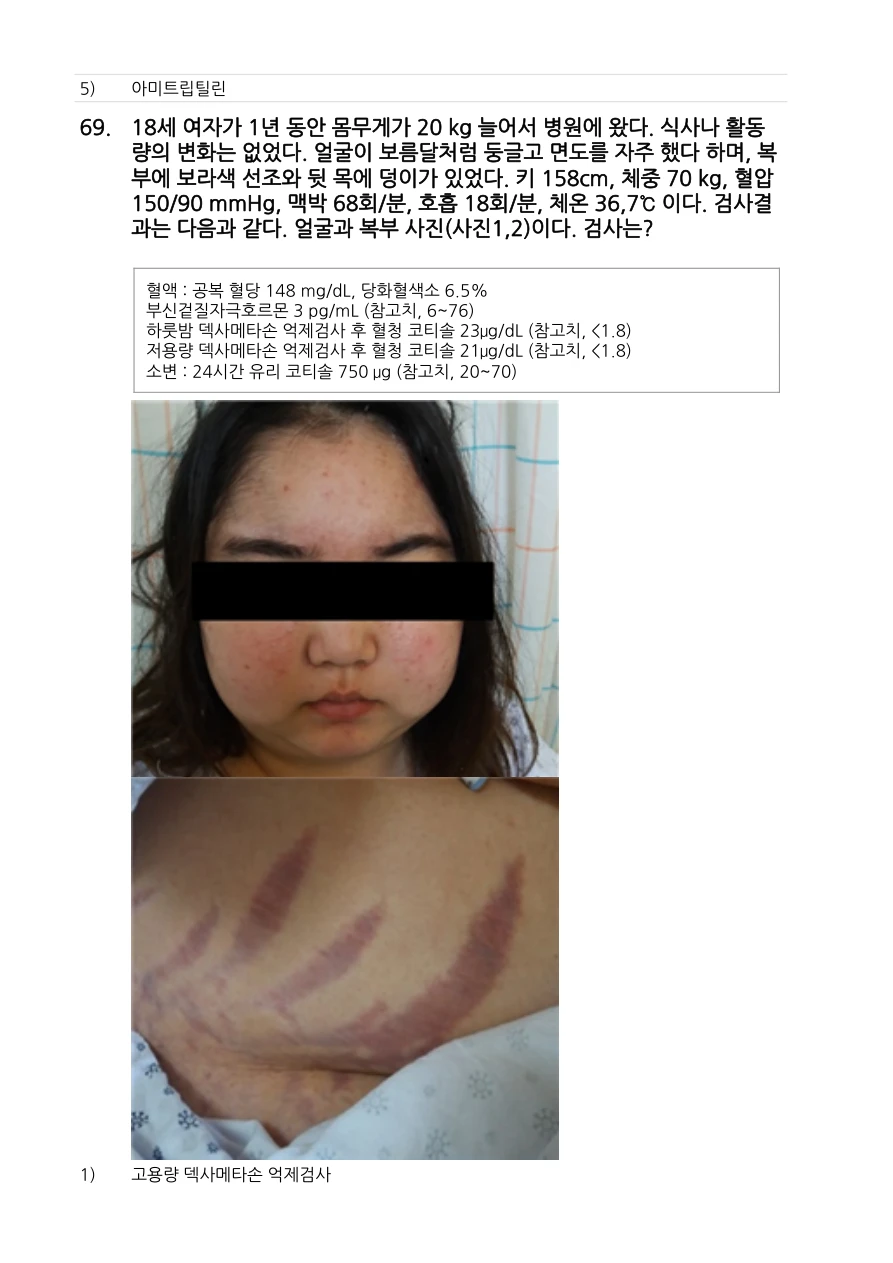 5) 아미트립틸린
69. 18세 여자가 1년 동안 몸무게가 20 kg 늘어서 병원에 왔다. 식사나 활동
량의 변화는 없었다. 얼굴이 보름달처럼 둥글고 면도를 자주 했다 하며, 복
부에 보라색 선조와 뒷 목에 덩이가 있었다. 키 158cm, 체중 70 kg, 혈압
150/90 mmHg, 맥박 68회/분, 호흡 18회/분, 체온 36,7℃ 이다. 검사결
과는 다음과 같다. 얼굴과 복부 사진(사진1,2)이다. 검사는?
혈액 : 공복 혈당 148 mg/dL, 당화혈색소 6.5%
부신겉질자극호르몬 3 pg/mL (참고치, 6~76)
하룻밤 덱사메타손 억제검사 후 혈청 코티솔 23μg/dL (참고치, <1.8)
저용량 덱사메타손 억제검사 후 혈청 코티솔 21μg/dL (참고치, <1.8)
소변 : 24시간 유리 코티솔 750 μg (참고치, 20~70)
1) 고용량 덱사메타손 억제검사